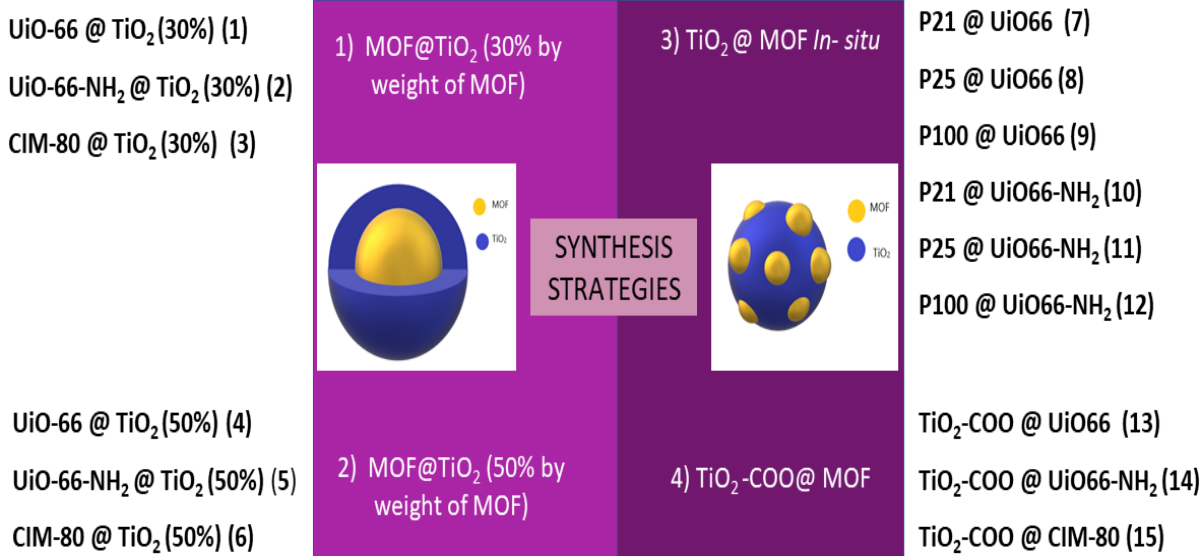 UiO-66 @ TiO₂ (30%) (1)
UiO-66-NH₂ @ TiO₂ (30%) (2)
CIM-80 @ TiO₂ (30%) (3)
1) MOF@TiO₂ (30% by
weight of MOF)
3) TiO₂ @ MOF In- situ
P21 @ UiO66 (7)
P25 @ UiO66 (8)
P100 @ UiO66 (9)
P21 @ UiO66-NH₂ (10)
P25 @ UiO66-NH₂ (11)
P100 @ UiO66-NH₂ (12)
MOF
TiO₂
SYNTHESIS
STRATEGIES
MOF
TiO₂
UiO-66 @ TiO₂ (50%) (4)
UiO-66-NH₂ @ TiO₂ (50%) (5)
CIM-80 @ TiO₂ (50%) (6)
2) MOF@TiO₂ (50% by
weight of MOF)
4) TiO₂-COO@ MOF
TiO₂-COO @ UiO66 (13)
TiO₂-COO @ UiO66-NH₂ (14)
TiO₂-COO @ CIM-80 (15)